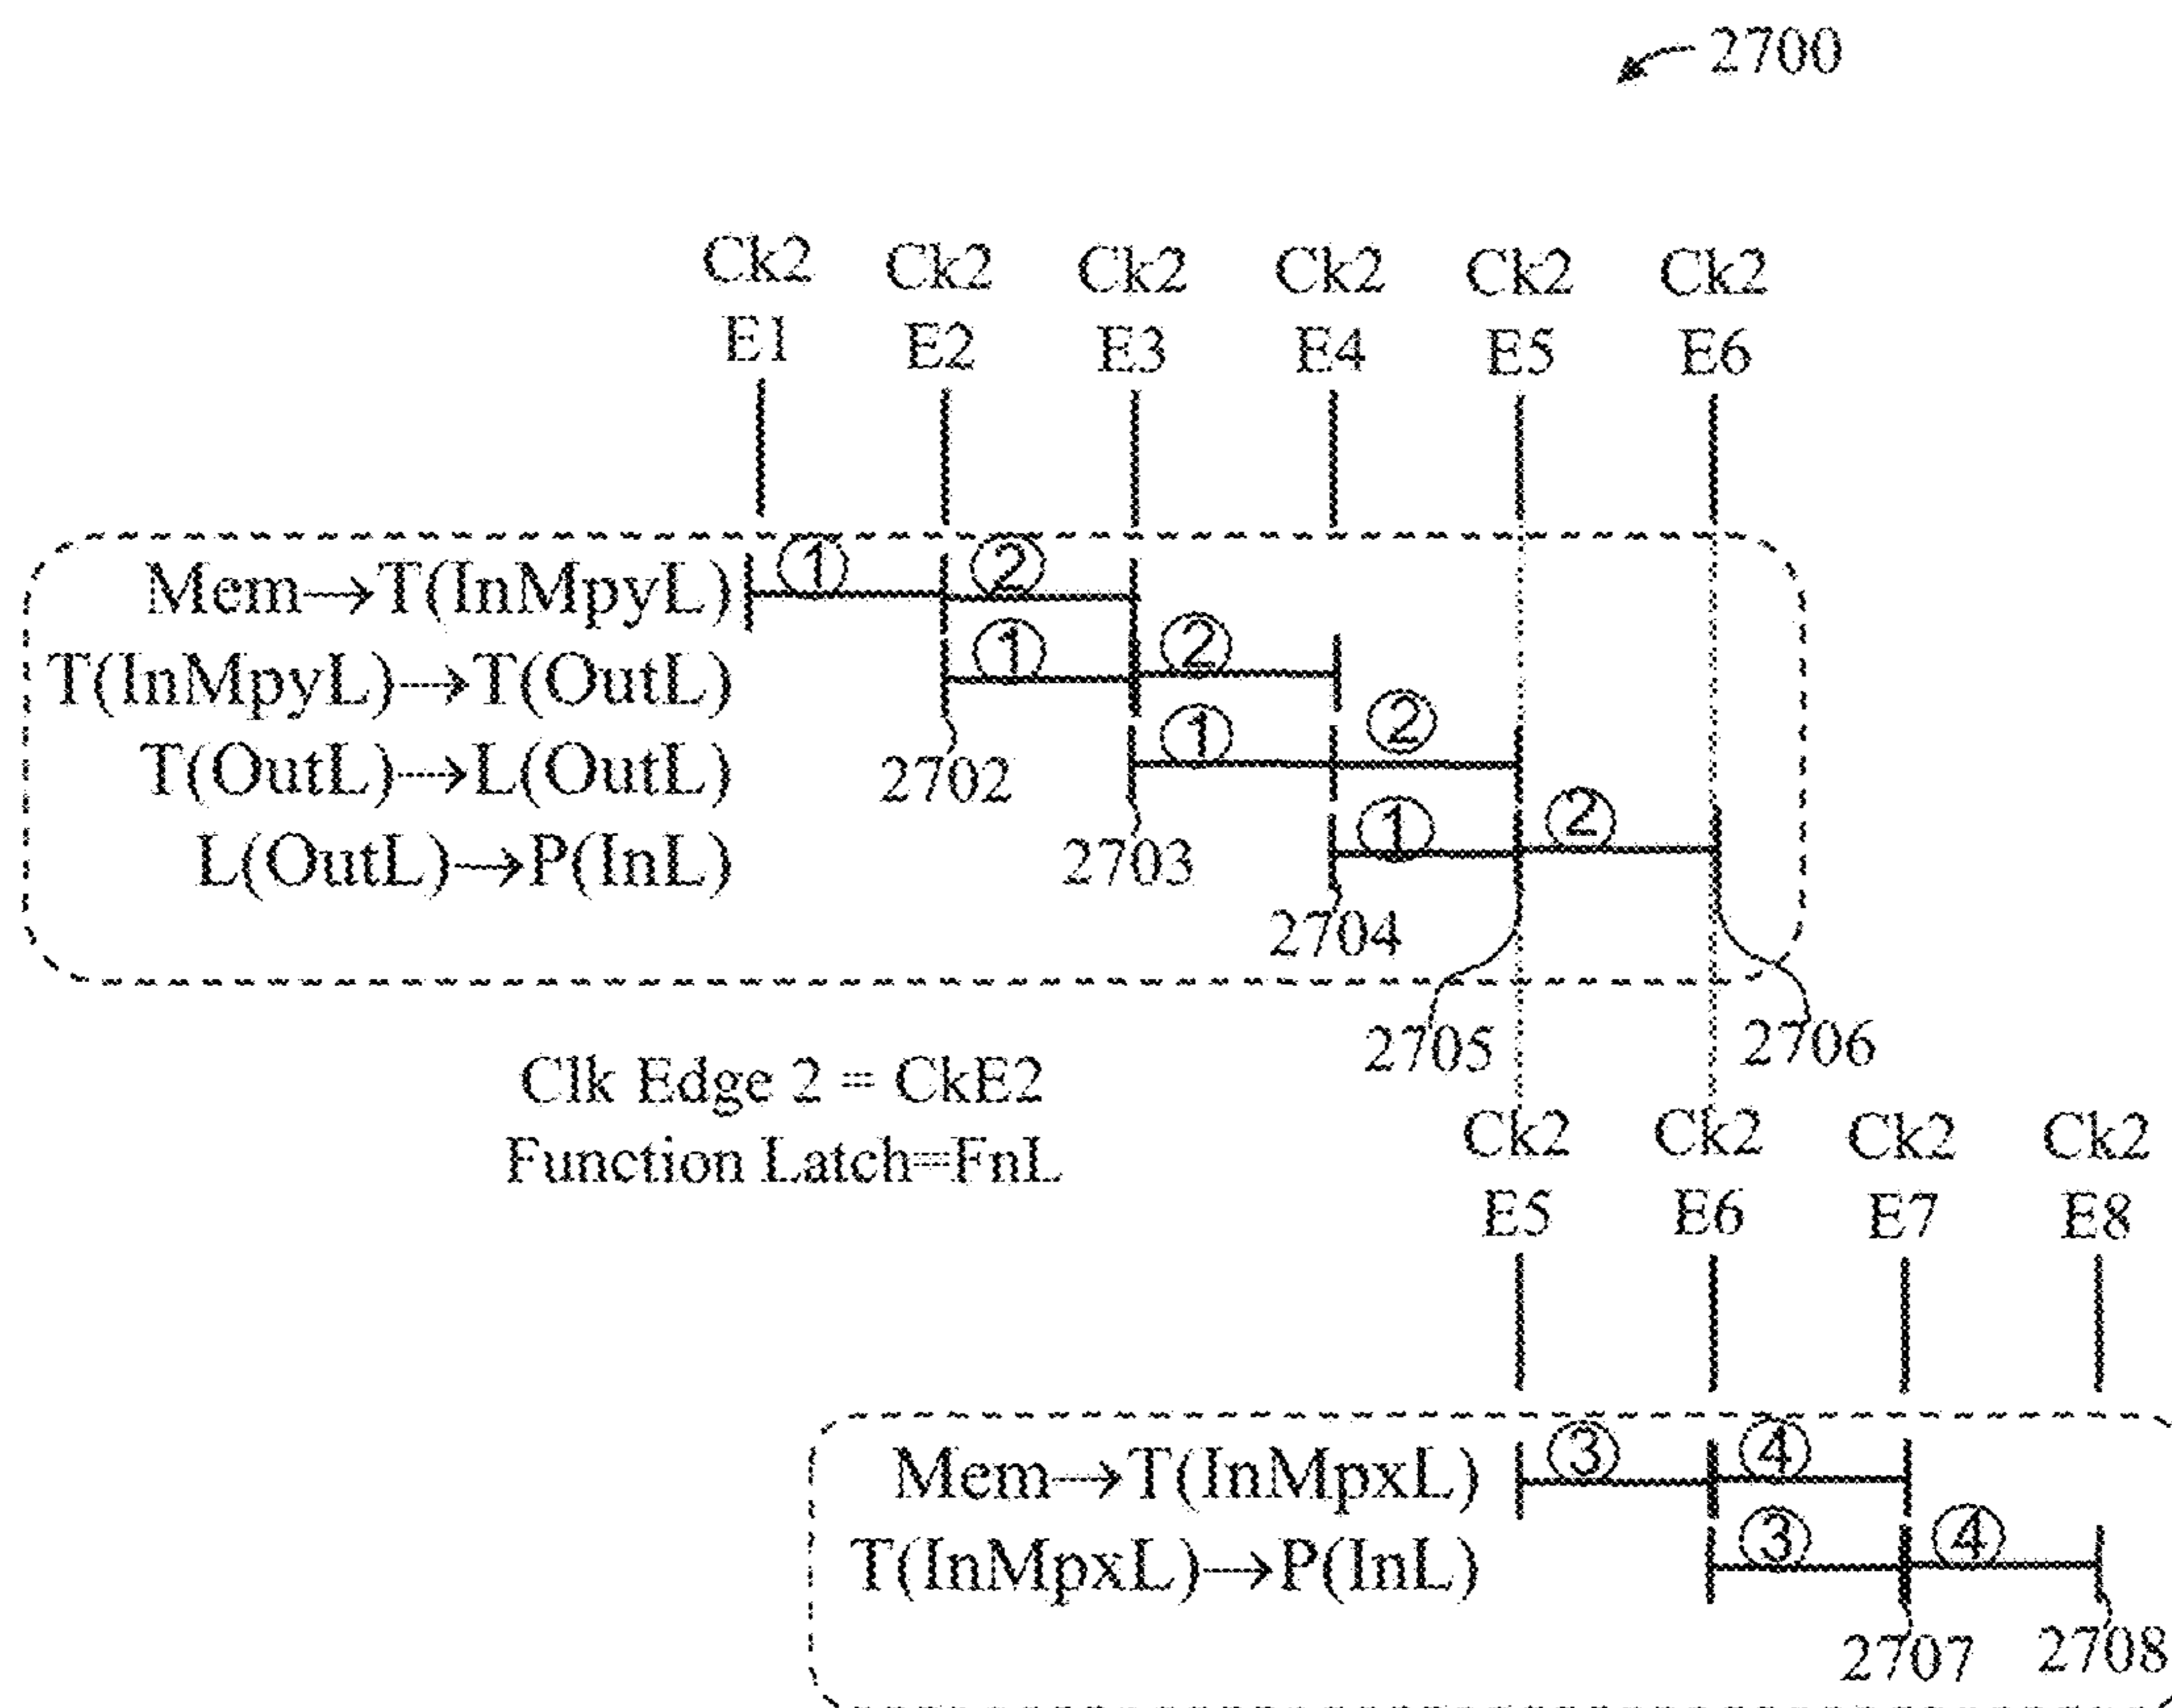 2700
Ck2 Ck2 Ck2 Ck2 Ck2 Ck2
E1 E2 E3 E4 E5 E6
Mem→T(InMpyL) ① ②
T(InMpyL)→T(OutL) ① ②
T(OutL)→L(OutL) ① ②
2702
L(OutL)→P(InL) ① ②
2703
2704
2705 2706
Clk Edge 2 = CkE2
Function Latch=FnL
Ck2 Ck2 Ck2 Ck2
E5 E6 E7 E8
Mem→T(InMpxL) ③ ④
T(InMpxL)→P(InL) ③ ④
2707 2708